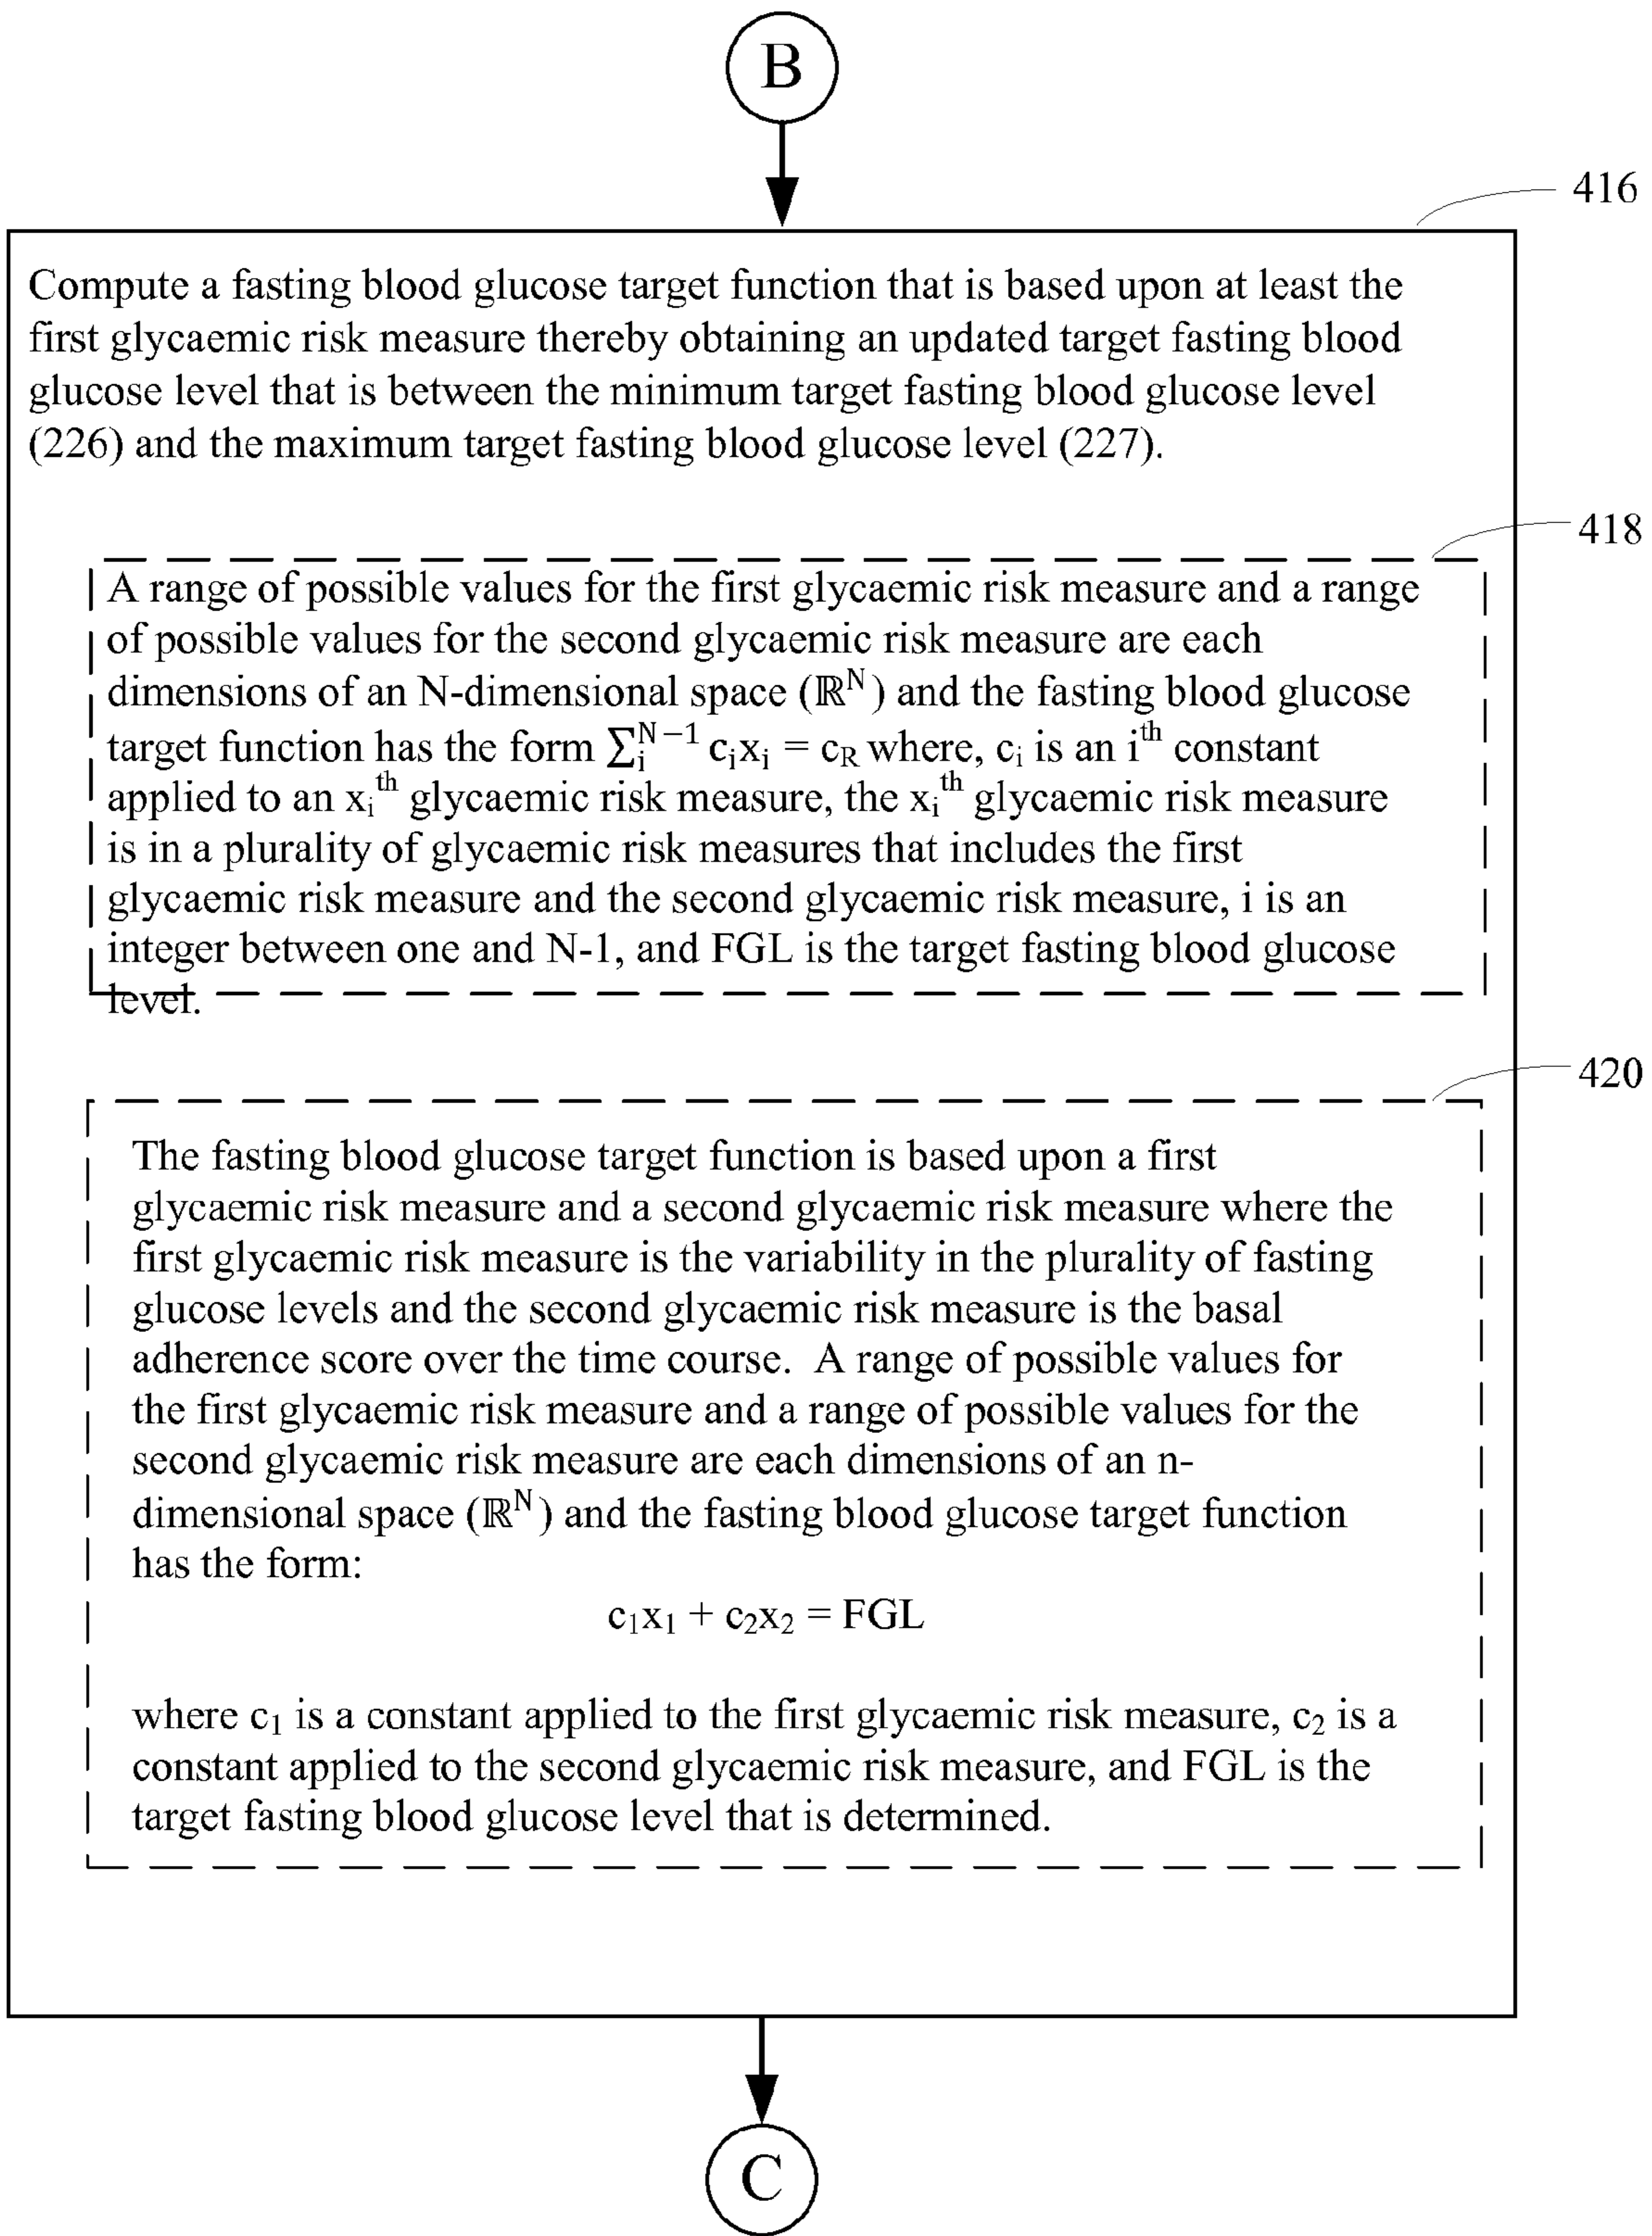 B
416
Compute a fasting blood glucose target function that is based upon at least the
first glycaemic risk measure thereby obtaining an updated target fasting blood
glucose level that is between the minimum target fasting blood glucose level
(226) and the maximum target fasting blood glucose level (227).
418
A range of possible values for the first glycaemic risk measure and a range
of possible values for the second glycaemic risk measure are each
dimensions of an N-dimensional space (ℝᴺ) and the fasting blood glucose
target function has the form ∑ᵢᴺ⁻¹ cᵢxᵢ = c_R where, cᵢ is an iᵗʰ constant
applied to an xᵢᵗʰ glycaemic risk measure, the xᵢᵗʰ glycaemic risk measure
is in a plurality of glycaemic risk measures that includes the first
glycaemic risk measure and the second glycaemic risk measure, i is an
integer between one and N-1, and FGL is the target fasting blood glucose
level.
420
The fasting blood glucose target function is based upon a first
glycaemic risk measure and a second glycaemic risk measure where the
first glycaemic risk measure is the variability in the plurality of fasting
glucose levels and the second glycaemic risk measure is the basal
adherence score over the time course.  A range of possible values for
the first glycaemic risk measure and a range of possible values for the
second glycaemic risk measure are each dimensions of an n-
dimensional space (ℝᴺ) and the fasting blood glucose target function
has the form:
c₁x₁ + c₂x₂ = FGL
where c₁ is a constant applied to the first glycaemic risk measure, c₂ is a
constant applied to the second glycaemic risk measure, and FGL is the
target fasting blood glucose level that is determined.
C